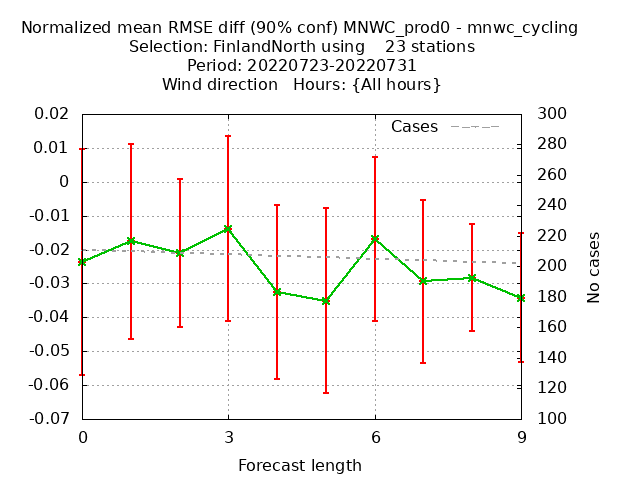 Normalized mean RMSE diff (90% conf) MNWC_prod0 - mnwc_cycling
Selection: FinlandNorth using 23 stations
Period: 20220723-20220731
Wind direction Hours: {All hours}
0.02
0.01
0
-0.01
-0.02
-0.03
-0.04
-0.05
-0.06
-0.07
Cases
300
280
260
240
220
200
180
160
140
120
100
No cases
0 3 6 9
Forecast length